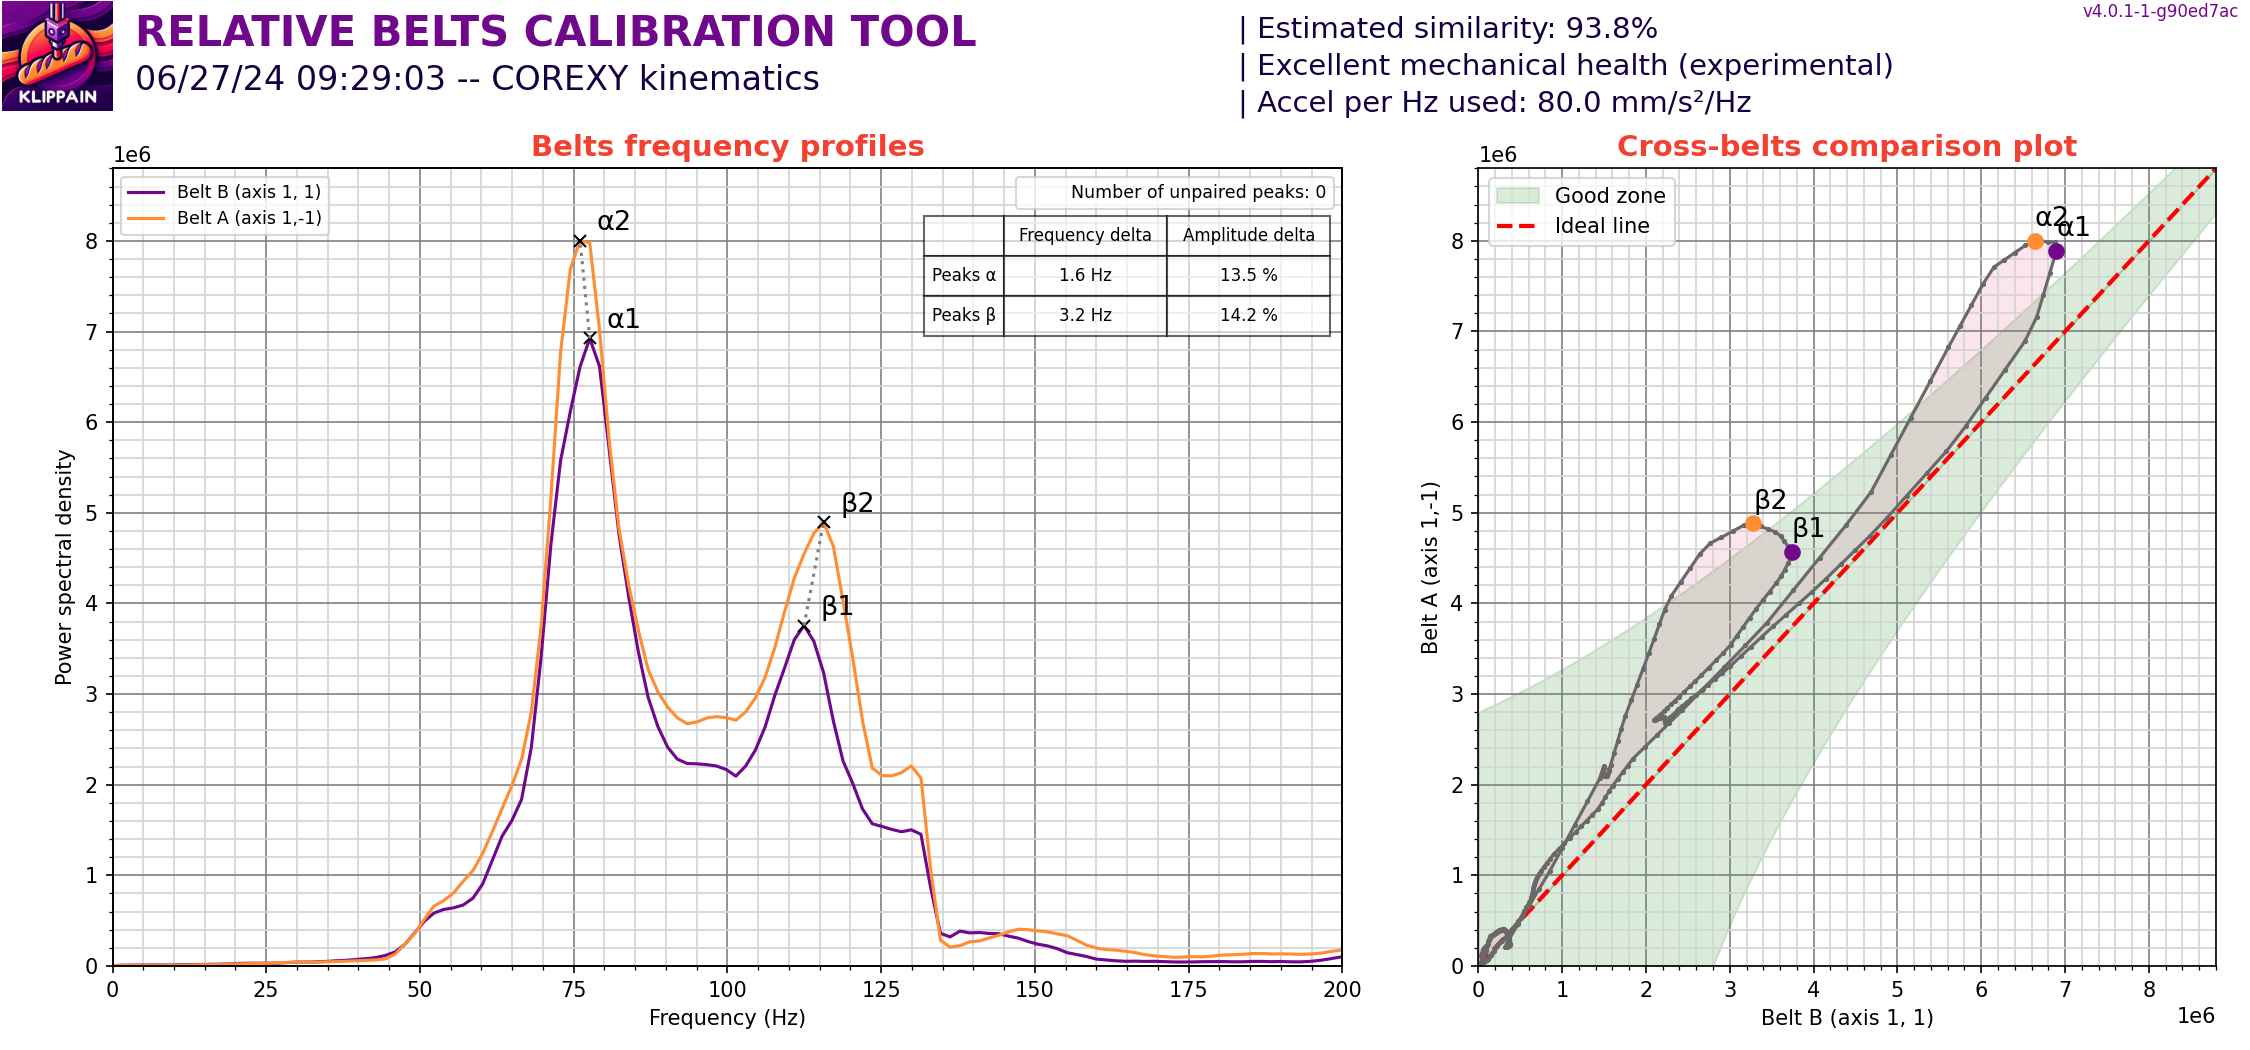 KLIPPAIN
RELATIVE BELTS CALIBRATION TOOL
06/27/24 09:29:03 -- COREXY kinematics
| Estimated similarity: 93.8%
| Excellent mechanical health (experimental)
| Accel per Hz used: 80.0 mm/s²/Hz
v4.0.1-1-g90ed7ac
Belts frequency profiles
1e6
Belt B (axis 1, 1)
Belt A (axis 1,-1)
Number of unpaired peaks: 0
Frequency delta Amplitude delta
Peaks α 1.6 Hz 13.5 %
Peaks β 3.2 Hz 14.2 %
α2
α1
β2
β1
8
7
6
5
4
3
2
1
0
Power spectral density
0 25 50 75 100 125 150 175 200
Frequency (Hz)
Cross-belts comparison plot
1e6
Good zone
Ideal line
α2
α1
β2
β1
8
7
6
5
4
3
2
1
0
Belt A (axis 1,-1)
0 1 2 3 4 5 6 7 8
Belt B (axis 1, 1)
1e6